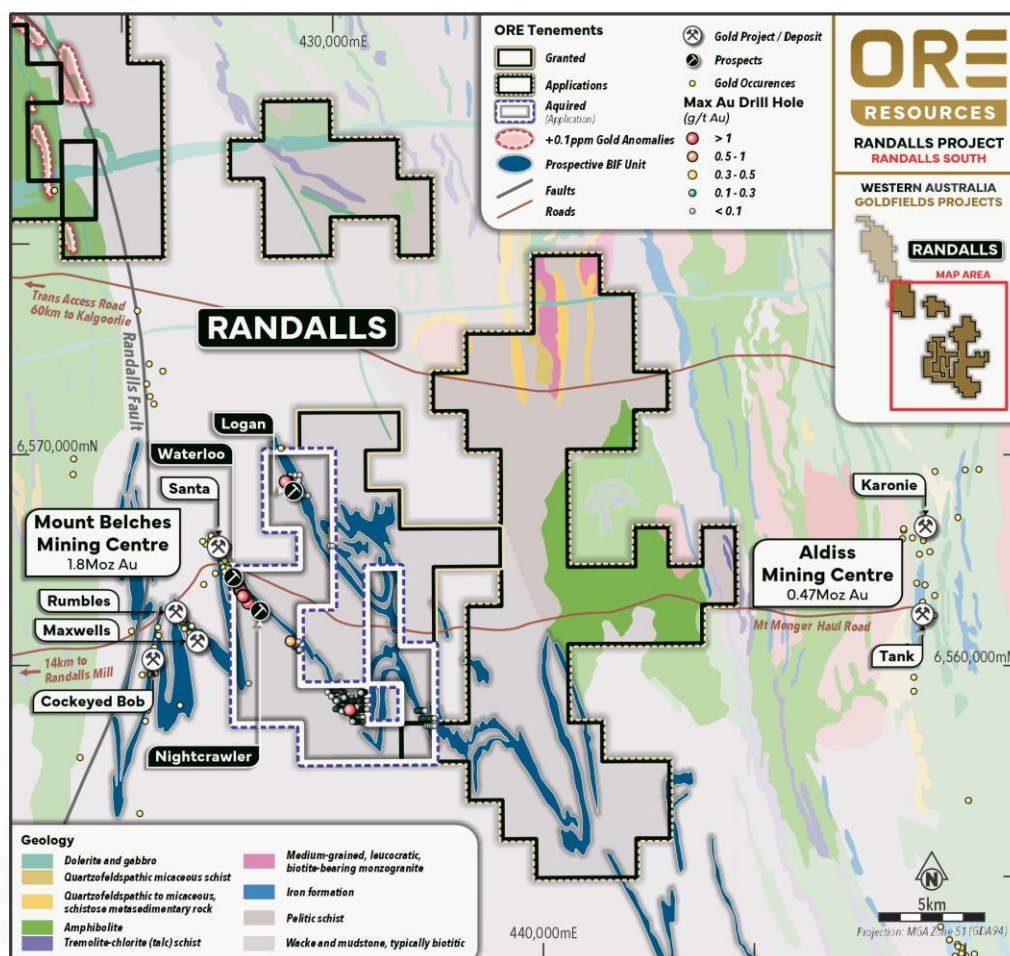 ORE Tenements
Granted
Applications
Aquired
(Application)
+0.1ppm Gold Anomalies
Prospective BIF Unit
Faults
Roads
Gold Project / Deposit
Prospects
Gold Occurences
Max Au Drill Hole
(g/t Au)
> 1
0.5 - 1
0.3 - 0.5
0.1 - 0.3
< 0.1
ORE
RESOURCES
RANDALLS PROJECT
RANDALLS SOUTH
WESTERN AUSTRALIA
GOLDFIELDS PROJECTS
RANDALLS
MAP AREA
430,000mE
Trans Access Road
60km to Kalgoorlie
Randalls Fault
RANDALLS
6,570,000mN
Logan
Waterloo
Santa
Mount Belches
Mining Centre
1.8Moz Au
Rumbles
Maxwells
14km to
Randalls Mill
Cockeyed Bob
Nightcrawler
Karonie
Aldiss
Mining Centre
0.47Moz Au
Mt Monger Haul Road
Tank
6,560,000mN
Geology
Dolerite and gabbro
Quartzofeldspathic micaceous schist
Quartzofeldspathic to micaceous,
schistose metasedimentary rock
Amphibolite
Tremolite-chlorite (talc) schist
Medium-grained, leucocratic,
biotite-bearing monzogranite
Iron formation
Pelitic schist
Wacke and mudstone, typically biotitic
440,000mE
N
5km
Projection: MGA Zone 51 (GDA94)